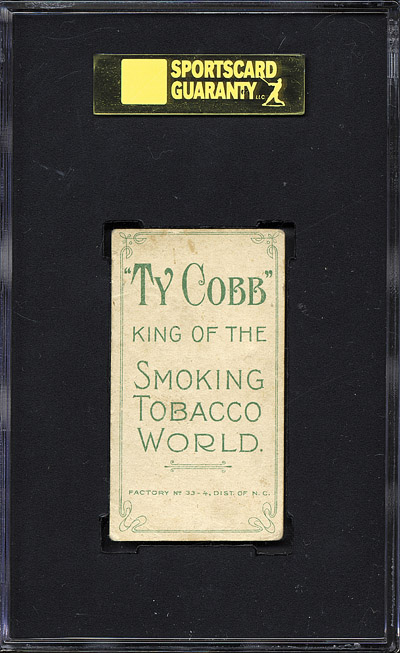 SPORTSCARD
GUARANTY LLC
"TY COBB"
KING OF THE
SMOKING
TOBACCO
WORLD.
FACTORY Nº 33-4, DIST. OF N.C.